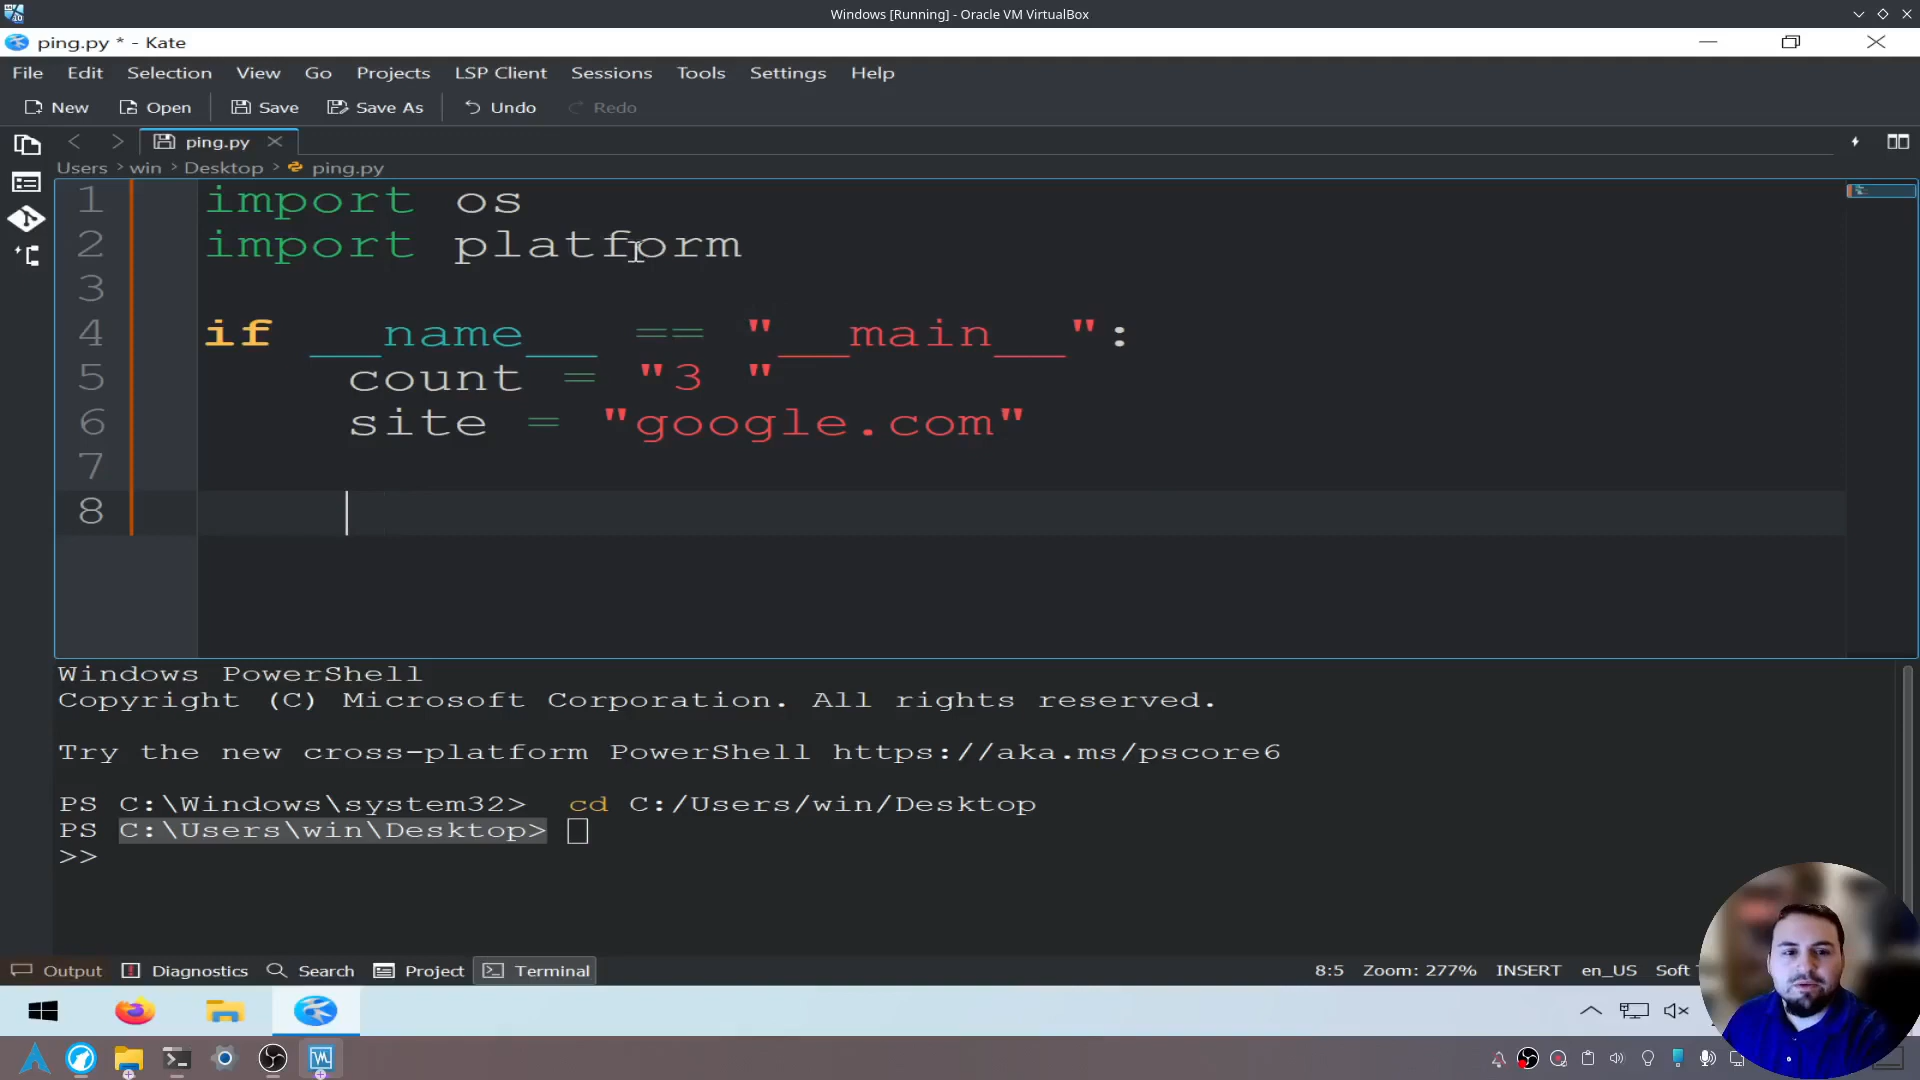 Windows [Running] - Oracle VM VirtualBox
ping.py * - Kate
File Edit Selection View Go Projects LSP Client Sessions Tools Settings Help
New Open Save Save As Undo Redo
ping.py
Users > win > Desktop > ping.py
1 import os
2 import platform
3
4 if __name__ == "__main__":
5 count = "3 "
6 site = "google.com"
7
8
Windows PowerShell
Copyright (C) Microsoft Corporation. All rights reserved.
Try the new cross-platform PowerShell https://aka.ms/pscore6
PS C:\Windows\system32> cd C:/Users/win/Desktop
PS C:\Users\win\Desktop>
>>
Output Diagnostics Search Project Terminal 8:5 Zoom: 277% INSERT en_US Soft